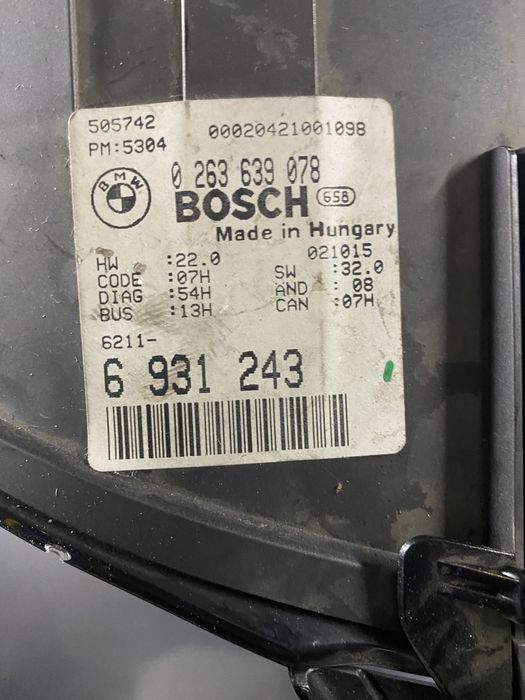 505742 00020421001098
PM:5304
BMW 0 263 639 078
BOSCH 658
Made in Hungary
021015
HW :22.0 SW :32.0
CODE :07H AND : 08
DIAG :54H CAN :07H
BUS :13H
6211-
6 931 243